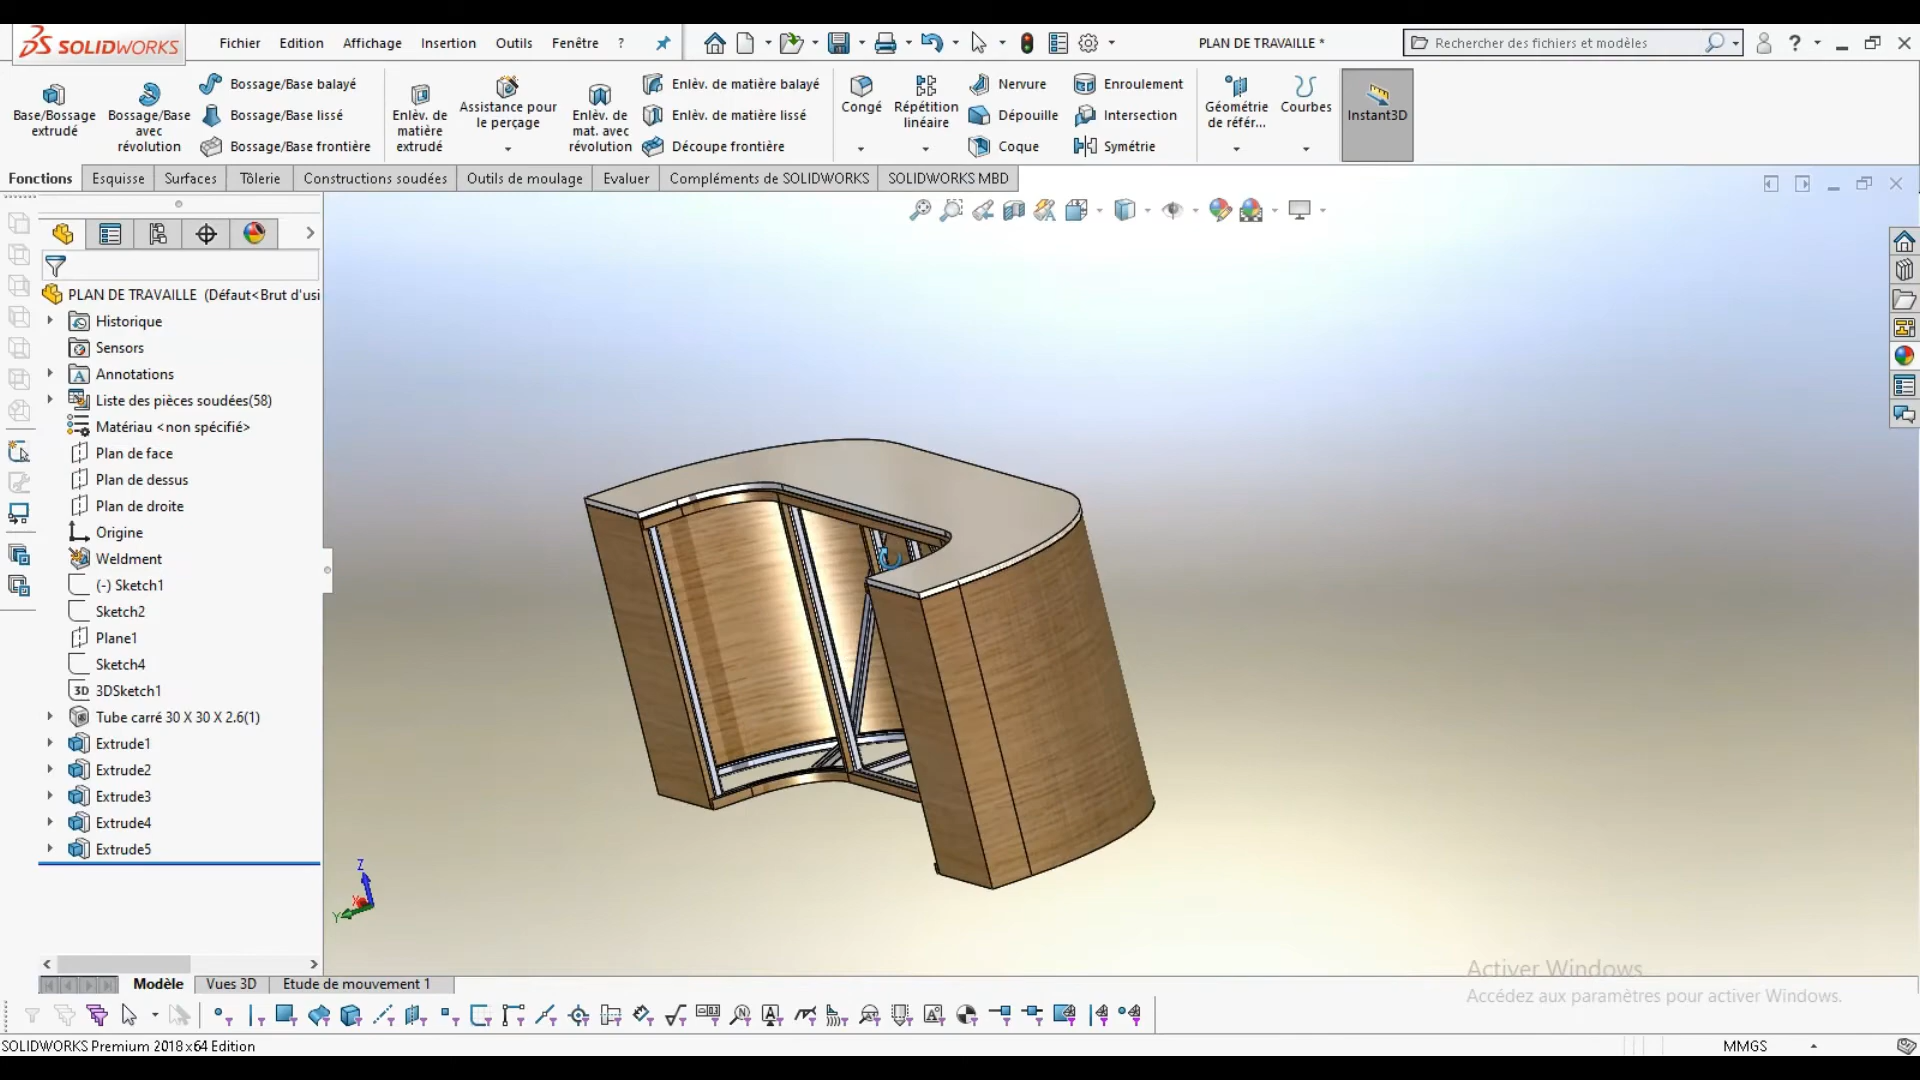 SOLIDWORKS
Fichier Edition Affichage Insertion Outils Fenêtre ?
PLAN DE TRAVAILLE *
Rechercher des fichiers et modèles
Base/Bossage extrudé
Bossage/Base avec révolution
Bossage/Base balayé
Bossage/Base lissé
Bossage/Base frontière
Enlèv. de matière extrudé
Assistance pour le perçage
Enlèv. de mat. avec révolution
Enlèv. de matière balayé
Enlèv. de matière lissé
Découpe frontière
Congé
Répétition linéaire
Nervure
Dépouille
Coque
Enroulement
Intersection
Symétrie
Géométrie de référ...
Courbes
Instant3D
Fonctions Esquisse Surfaces Tôlerie Constructions soudées Outils de moulage Evaluer Compléments de SOLIDWORKS SOLIDWORKS MBD
PLAN DE TRAVAILLE (Défaut<Brut d'usi
Historique
Sensors
Annotations
Liste des pièces soudées(58)
Matériau <non spécifié>
Plan de face
Plan de dessus
Plan de droite
Origine
Weldment
(-) Sketch1
Sketch2
Plane1
Sketch4
3D 3DSketch1
Tube carré 30 X 30 X 2.6(1)
Extrude1
Extrude2
Extrude3
Extrude4
Extrude5
Z
X
Y
Modèle Vues 3D Etude de mouvement 1
Activer Windows
Accédez aux paramètres pour activer Windows.
SOLIDWORKS Premium 2018 x64 Edition
MMGS